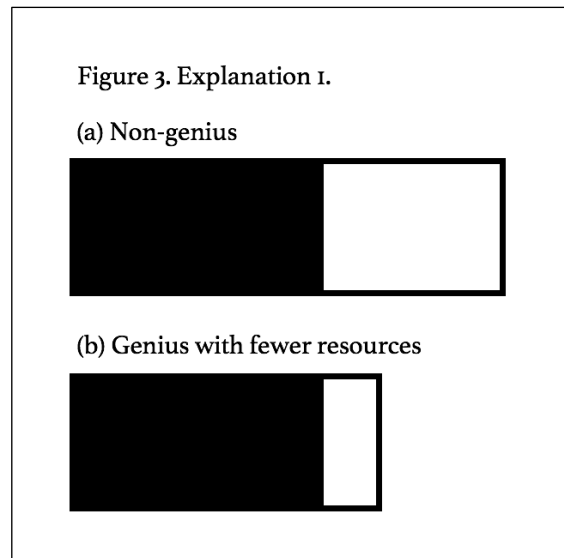 Figure 3. Explanation 1.
(a) Non-genius
(b) Genius with fewer resources